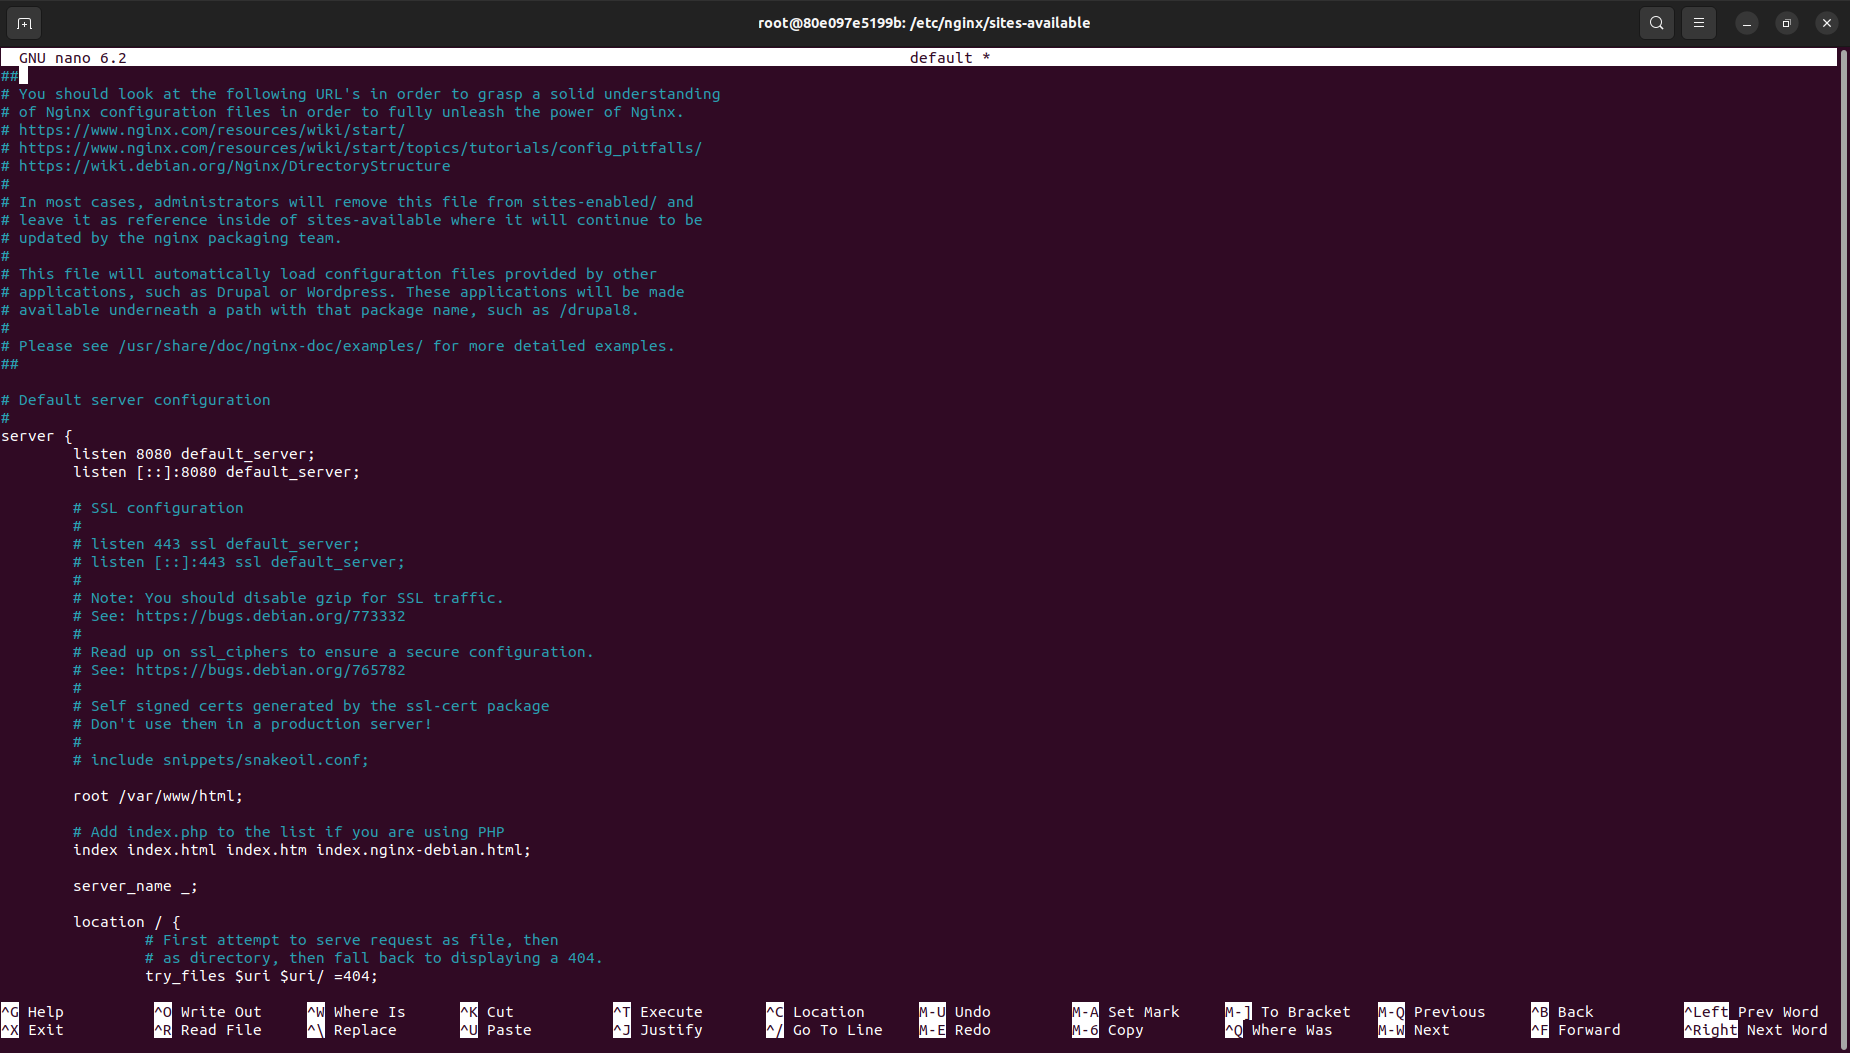 root@80e097e5199b: /etc/nginx/sites-available
GNU nano 6.2 default *
##
# You should look at the following URL's in order to grasp a solid understanding
# of Nginx configuration files in order to fully unleash the power of Nginx.
# https://www.nginx.com/resources/wiki/start/
# https://www.nginx.com/resources/wiki/start/topics/tutorials/config_pitfalls/
# https://wiki.debian.org/Nginx/DirectoryStructure
#
# In most cases, administrators will remove this file from sites-enabled/ and
# leave it as reference inside of sites-available where it will continue to be
# updated by the nginx packaging team.
#
# This file will automatically load configuration files provided by other
# applications, such as Drupal or Wordpress. These applications will be made
# available underneath a path with that package name, such as /drupal8.
#
# Please see /usr/share/doc/nginx-doc/examples/ for more detailed examples.
##
# Default server configuration
#
server {
listen 8080 default_server;
listen [::]:8080 default_server;
# SSL configuration
#
# listen 443 ssl default_server;
# listen [::]:443 ssl default_server;
#
# Note: You should disable gzip for SSL traffic.
# See: https://bugs.debian.org/773332
#
# Read up on ssl_ciphers to ensure a secure configuration.
# See: https://bugs.debian.org/765782
#
# Self signed certs generated by the ssl-cert package
# Don't use them in a production server!
#
# include snippets/snakeoil.conf;
root /var/www/html;
# Add index.php to the list if you are using PHP
index index.html index.htm index.nginx-debian.html;
server_name _;
location / {
# First attempt to serve request as file, then
# as directory, then fall back to displaying a 404.
try_files $uri $uri/ =404;
^G Help ^O Write Out ^W Where Is ^K Cut ^T Execute ^C Location M-U Undo M-A Set Mark M-] To Bracket M-Q Previous ^B Back ^Left Prev Word
^X Exit ^R Read File ^\ Replace ^U Paste ^J Justify ^/ Go To Line M-E Redo M-6 Copy ^Q Where Was M-W Next ^F Forward ^Right Next Word